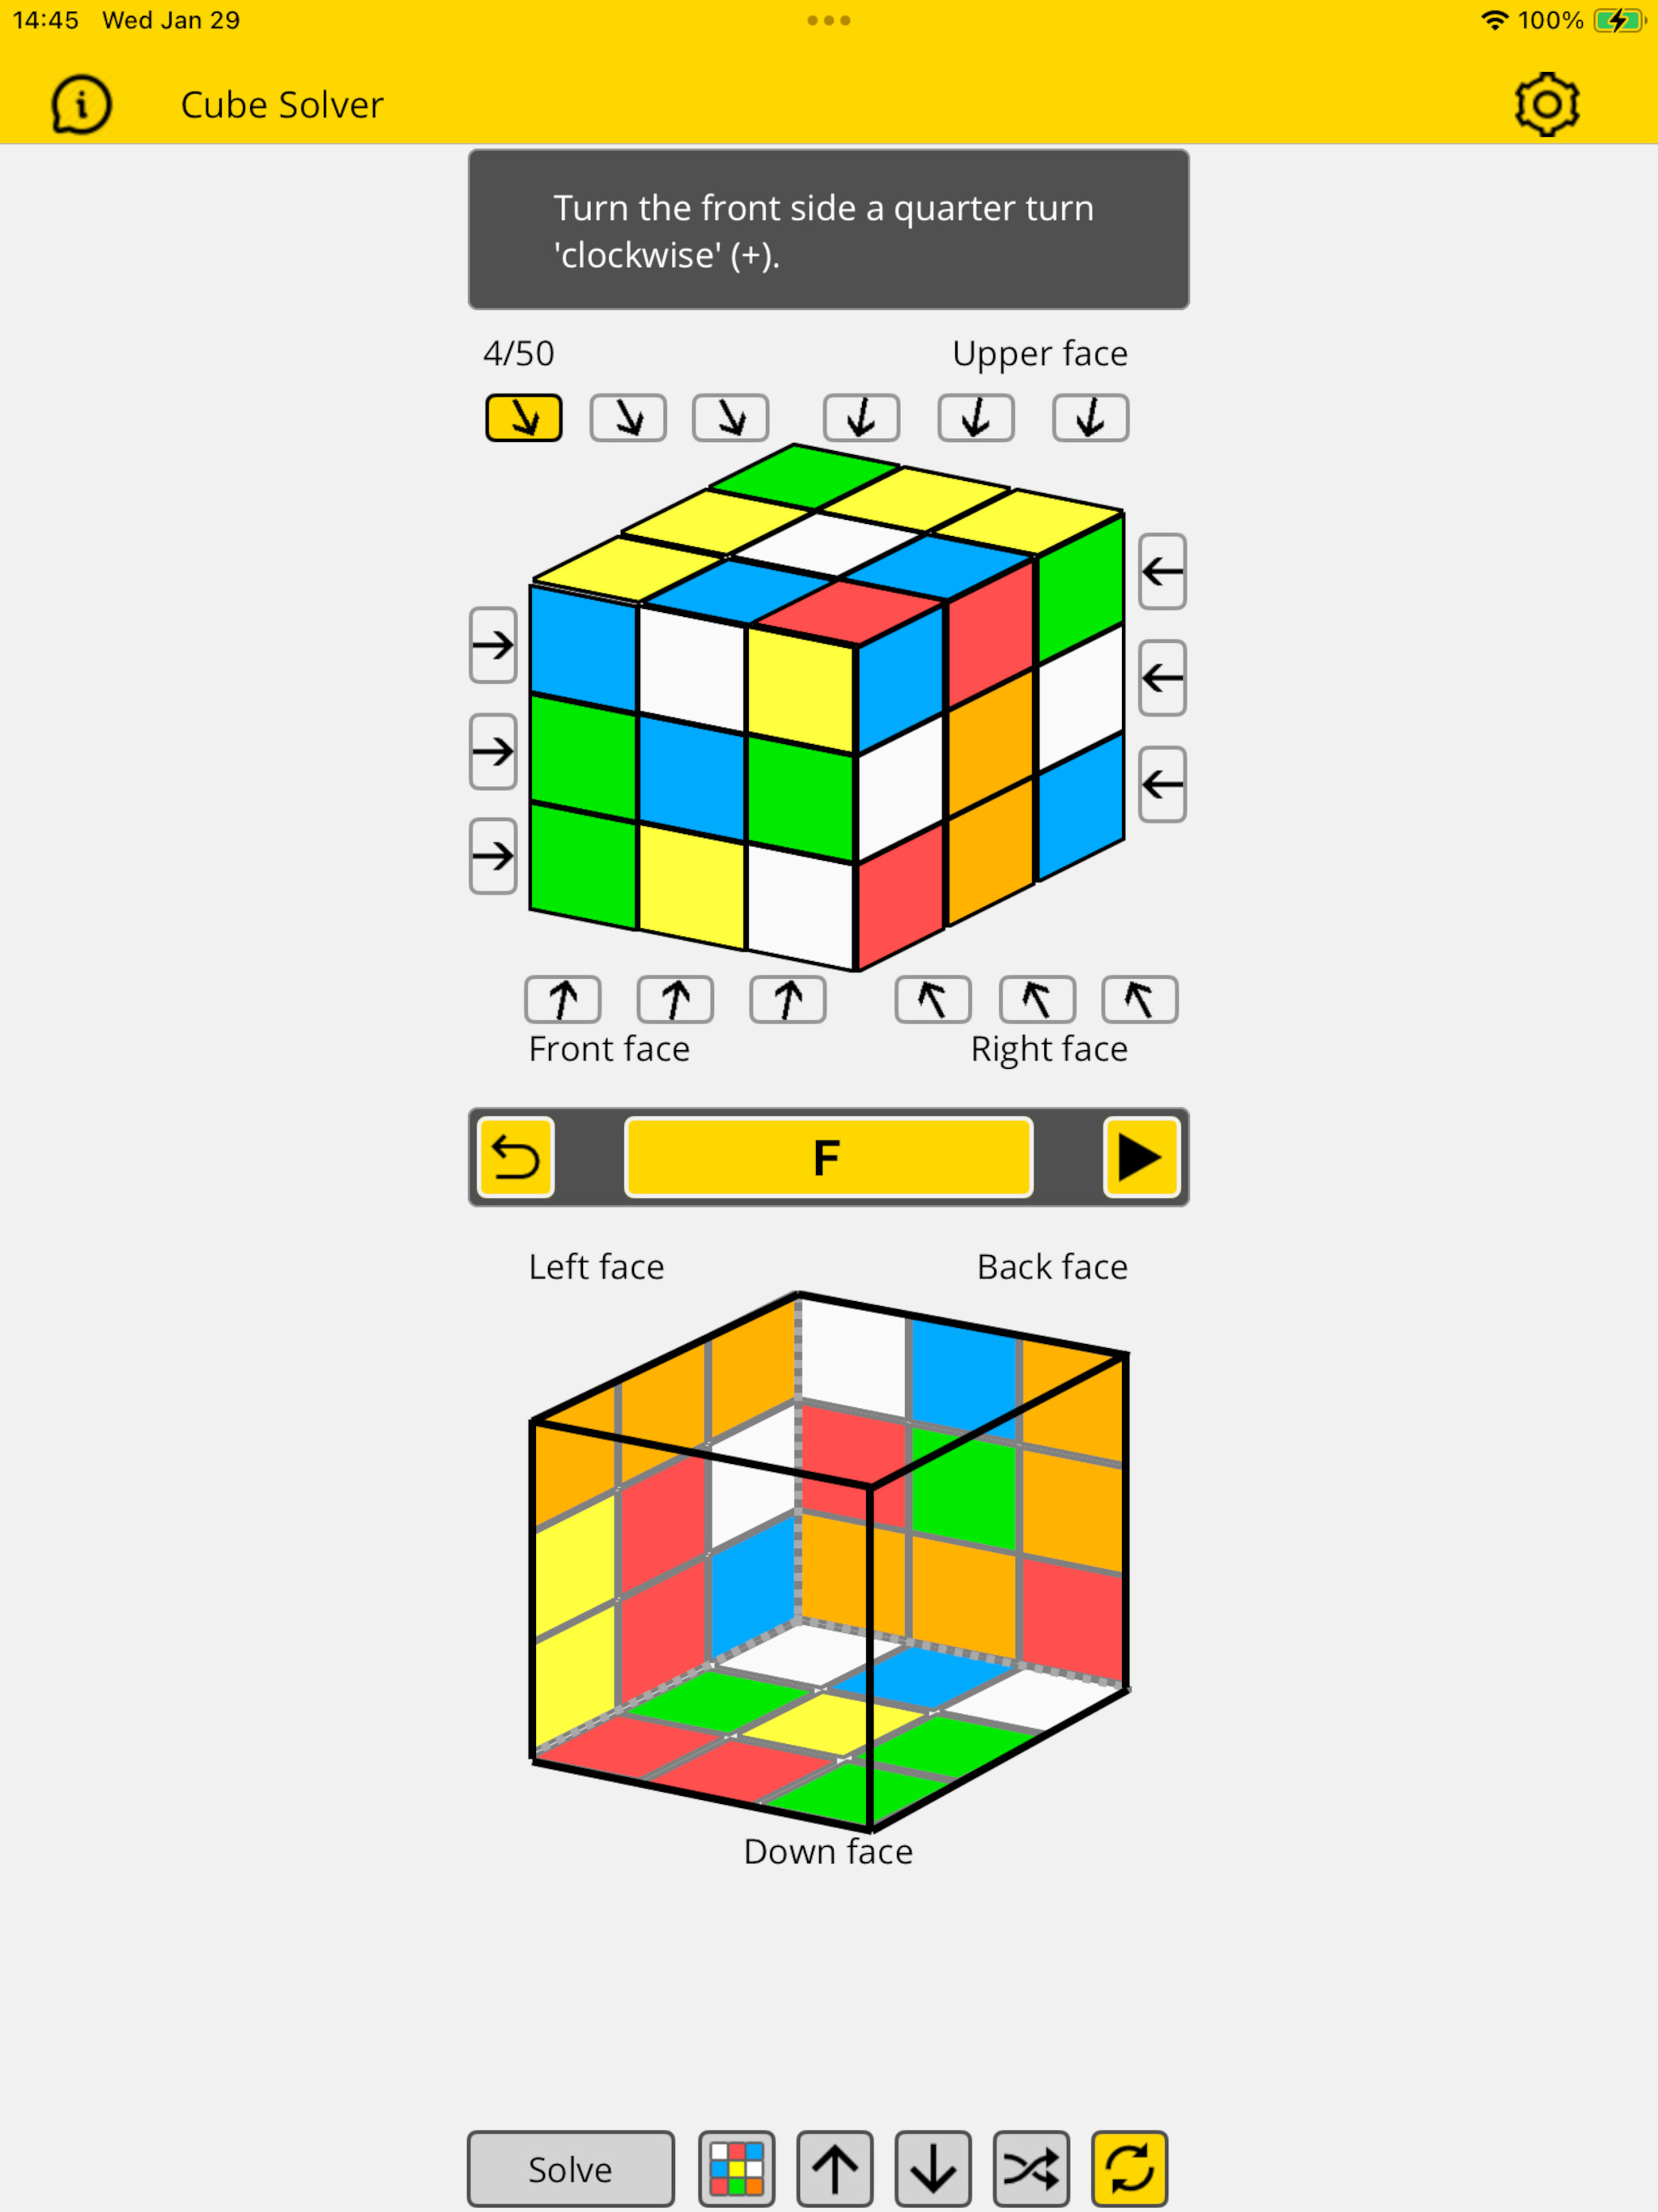 14:45 Wed Jan 29
100%
Cube Solver
Turn the front side a quarter turn
'clockwise' (+).
4/50
Upper face
Front face
Right face
F
Left face
Back face
Down face
Solve